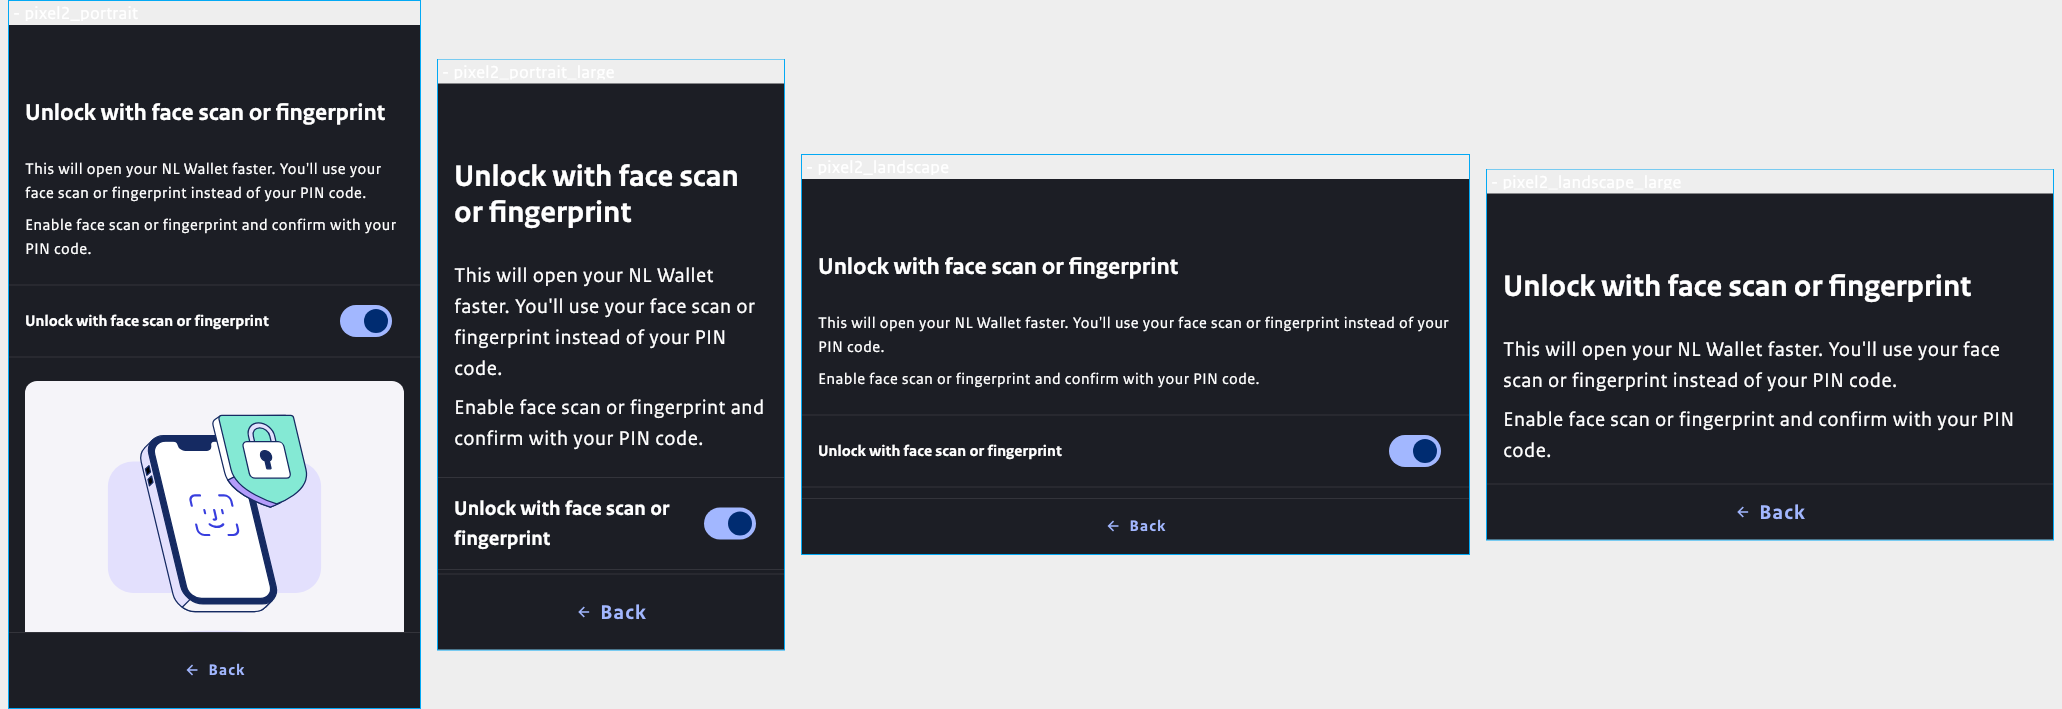 - pixel2_portrait
Unlock with face scan or fingerprint
This will open your NL Wallet faster. You'll use your
face scan or fingerprint instead of your PIN code.
Enable face scan or fingerprint and confirm with your
PIN code.
Unlock with face scan or fingerprint
← Back
- pixel2_portrait_large
Unlock with face scan
or fingerprint
This will open your NL Wallet
faster. You'll use your face scan or
fingerprint instead of your PIN
code.
Enable face scan or fingerprint and
confirm with your PIN code.
Unlock with face scan or
fingerprint
← Back
- pixel2_landscape
Unlock with face scan or fingerprint
This will open your NL Wallet faster. You'll use your face scan or fingerprint instead of your
PIN code.
Enable face scan or fingerprint and confirm with your PIN code.
Unlock with face scan or fingerprint
← Back
- pixel2_landscape_large
Unlock with face scan or fingerprint
This will open your NL Wallet faster. You'll use your face
scan or fingerprint instead of your PIN code.
Enable face scan or fingerprint and confirm with your PIN
code.
← Back